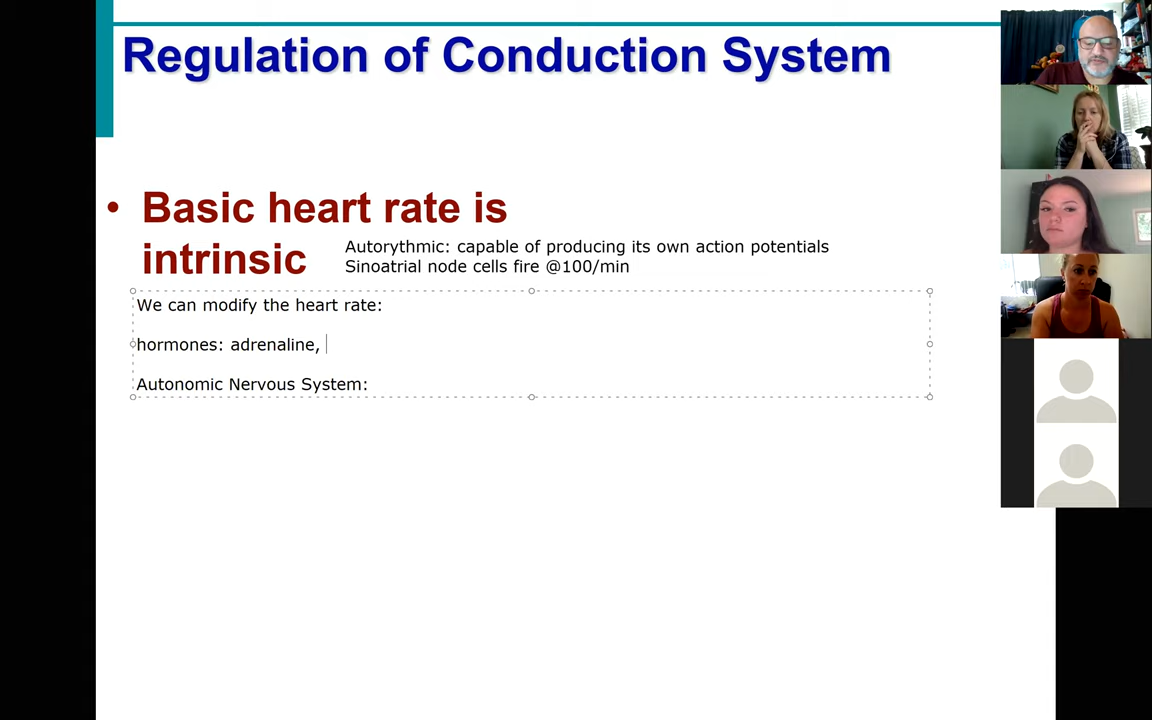 Regulation of Conduction System
• Basic heart rate is
intrinsic
Autorythmic: capable of producing its own action potentials
Sinoatrial node cells fire @100/min
We can modify the heart rate:
hormones: adrenaline,
Autonomic Nervous System: